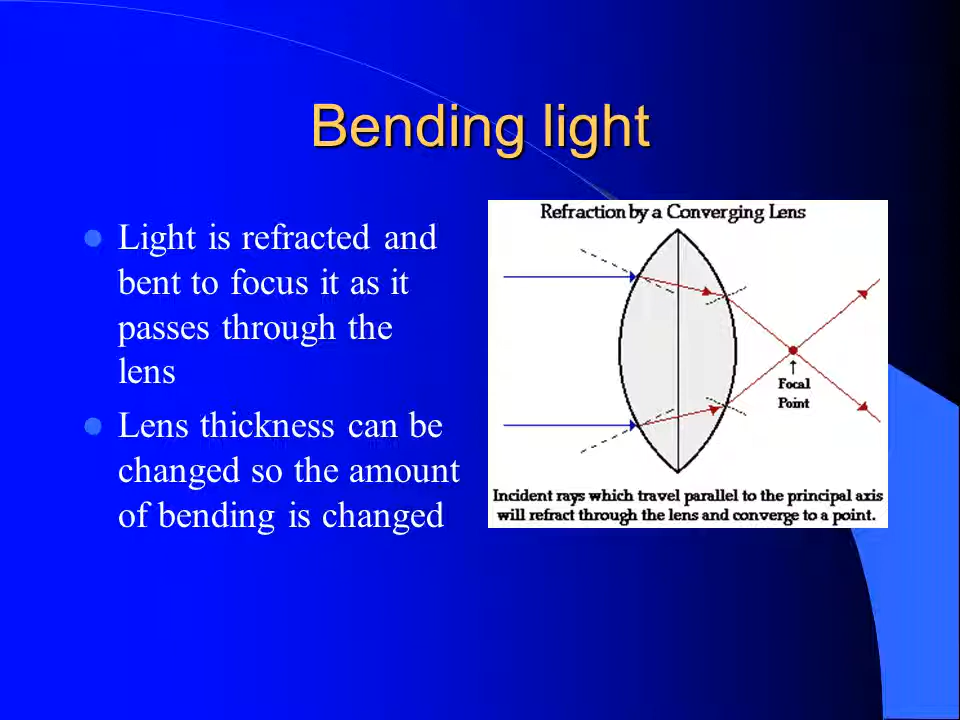 Bending light
Light is refracted and
bent to focus it as it
passes through the
lens
Lens thickness can be
changed so the amount
of bending is changed
Refraction by a Converging Lens
↑
Focal
Point
Incident rays which travel parallel to the principal axis
will refract through the lens and converge to a point.